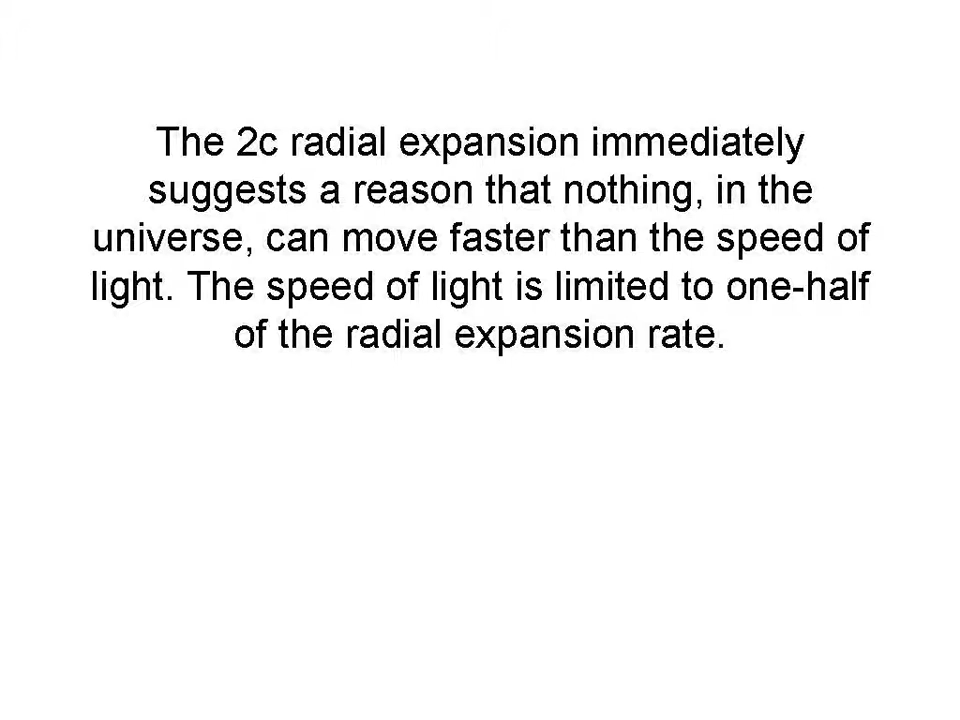 The 2c radial expansion immediately
suggests a reason that nothing, in the
universe, can move faster than the speed of
light. The speed of light is limited to one-half
of the radial expansion rate.